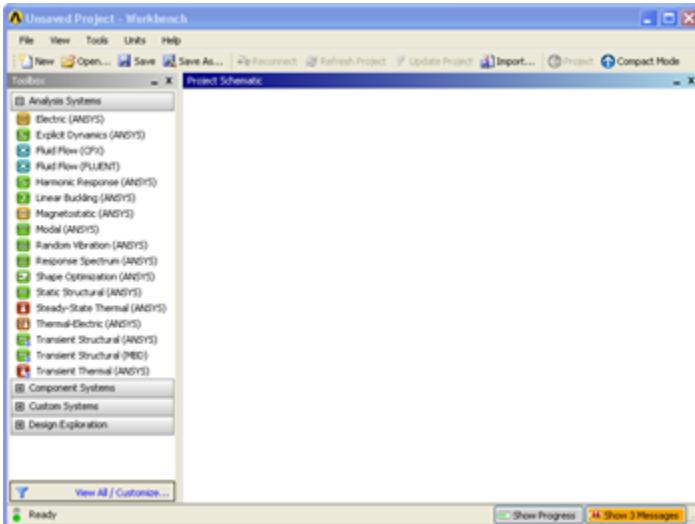 Unsaved Project - Workbench
File View Tools Units Help
New Open... Save Save As... Reconnect Refresh Project Update Project Import... Project Compact Mode
Toolbox
Project Schematic
Analysis Systems
Electric (ANSYS)
Explicit Dynamics (ANSYS)
Fluid Flow (CFX)
Fluid Flow (FLUENT)
Harmonic Response (ANSYS)
Linear Buckling (ANSYS)
Magnetostatic (ANSYS)
Modal (ANSYS)
Random Vibration (ANSYS)
Response Spectrum (ANSYS)
Shape Optimization (ANSYS)
Static Structural (ANSYS)
Steady-State Thermal (ANSYS)
Thermal-Electric (ANSYS)
Transient Structural (ANSYS)
Transient Structural (MBD)
Transient Thermal (ANSYS)
Component Systems
Custom Systems
Design Exploration
View All / Customize...
Ready
Show Progress
Show 3 Messages